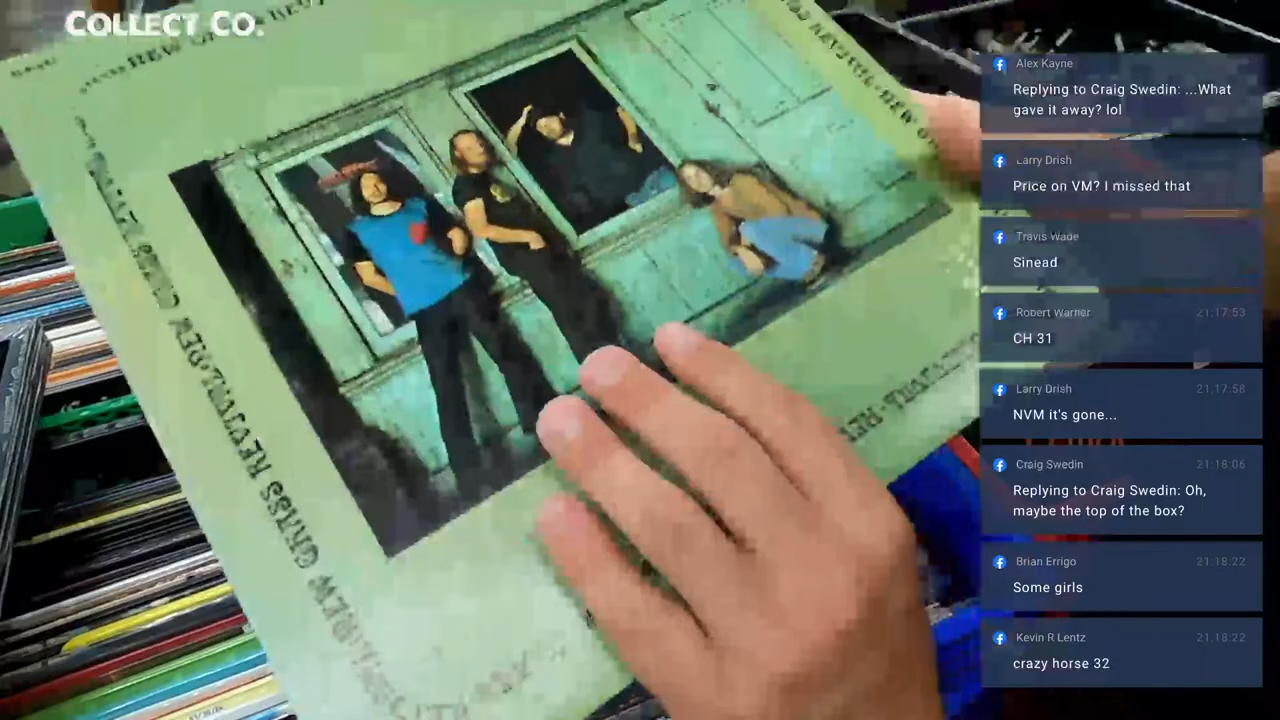 COLLECT CO.
Alex Kayne
Replying to Craig Swedin: ...What
gave it away? lol
Larry Drish
Price on VM? I missed that
Travis Wade
Sinead
Robert Warner 21:17:53
CH 31
Larry Drish 21:17:58
NVM it's gone...
Craig Swedin 21:18:06
Replying to Craig Swedin: Oh,
maybe the top of the box?
Brian Errigo 21:18:22
Some girls
Kevin R Lentz 21:18:22
crazy horse 32